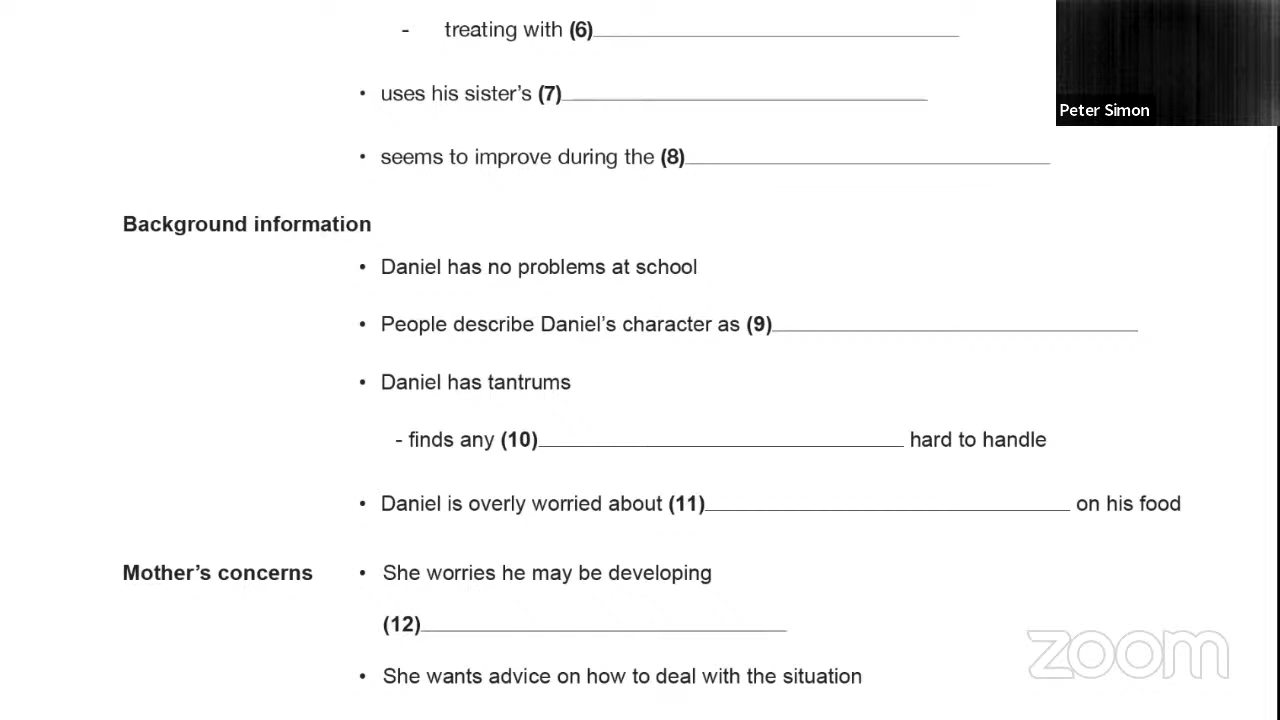 - treating with (6)
• uses his sister's (7)
Peter Simon
• seems to improve during the (8)
Background information
• Daniel has no problems at school
• People describe Daniel's character as (9)
• Daniel has tantrums
- finds any (10) hard to handle
• Daniel is overly worried about (11) on his food
Mother's concerns • She worries he may be developing
(12)
• She wants advice on how to deal with the situation
zoom